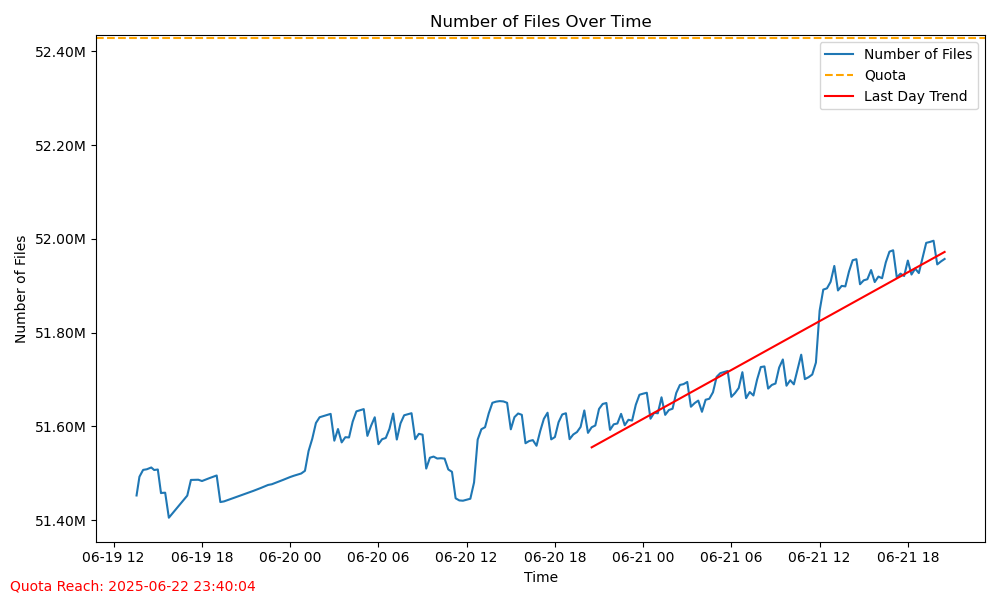 Number of Files Over Time
52.40M
52.20M
52.00M
51.80M
51.60M
51.40M
Number of Files
Number of Files
Quota
Last Day Trend
06-19 12 06-19 18 06-20 00 06-20 06 06-20 12 06-20 18 06-21 00 06-21 06 06-21 12 06-21 18
Time
Quota Reach: 2025-06-22 23:40:04